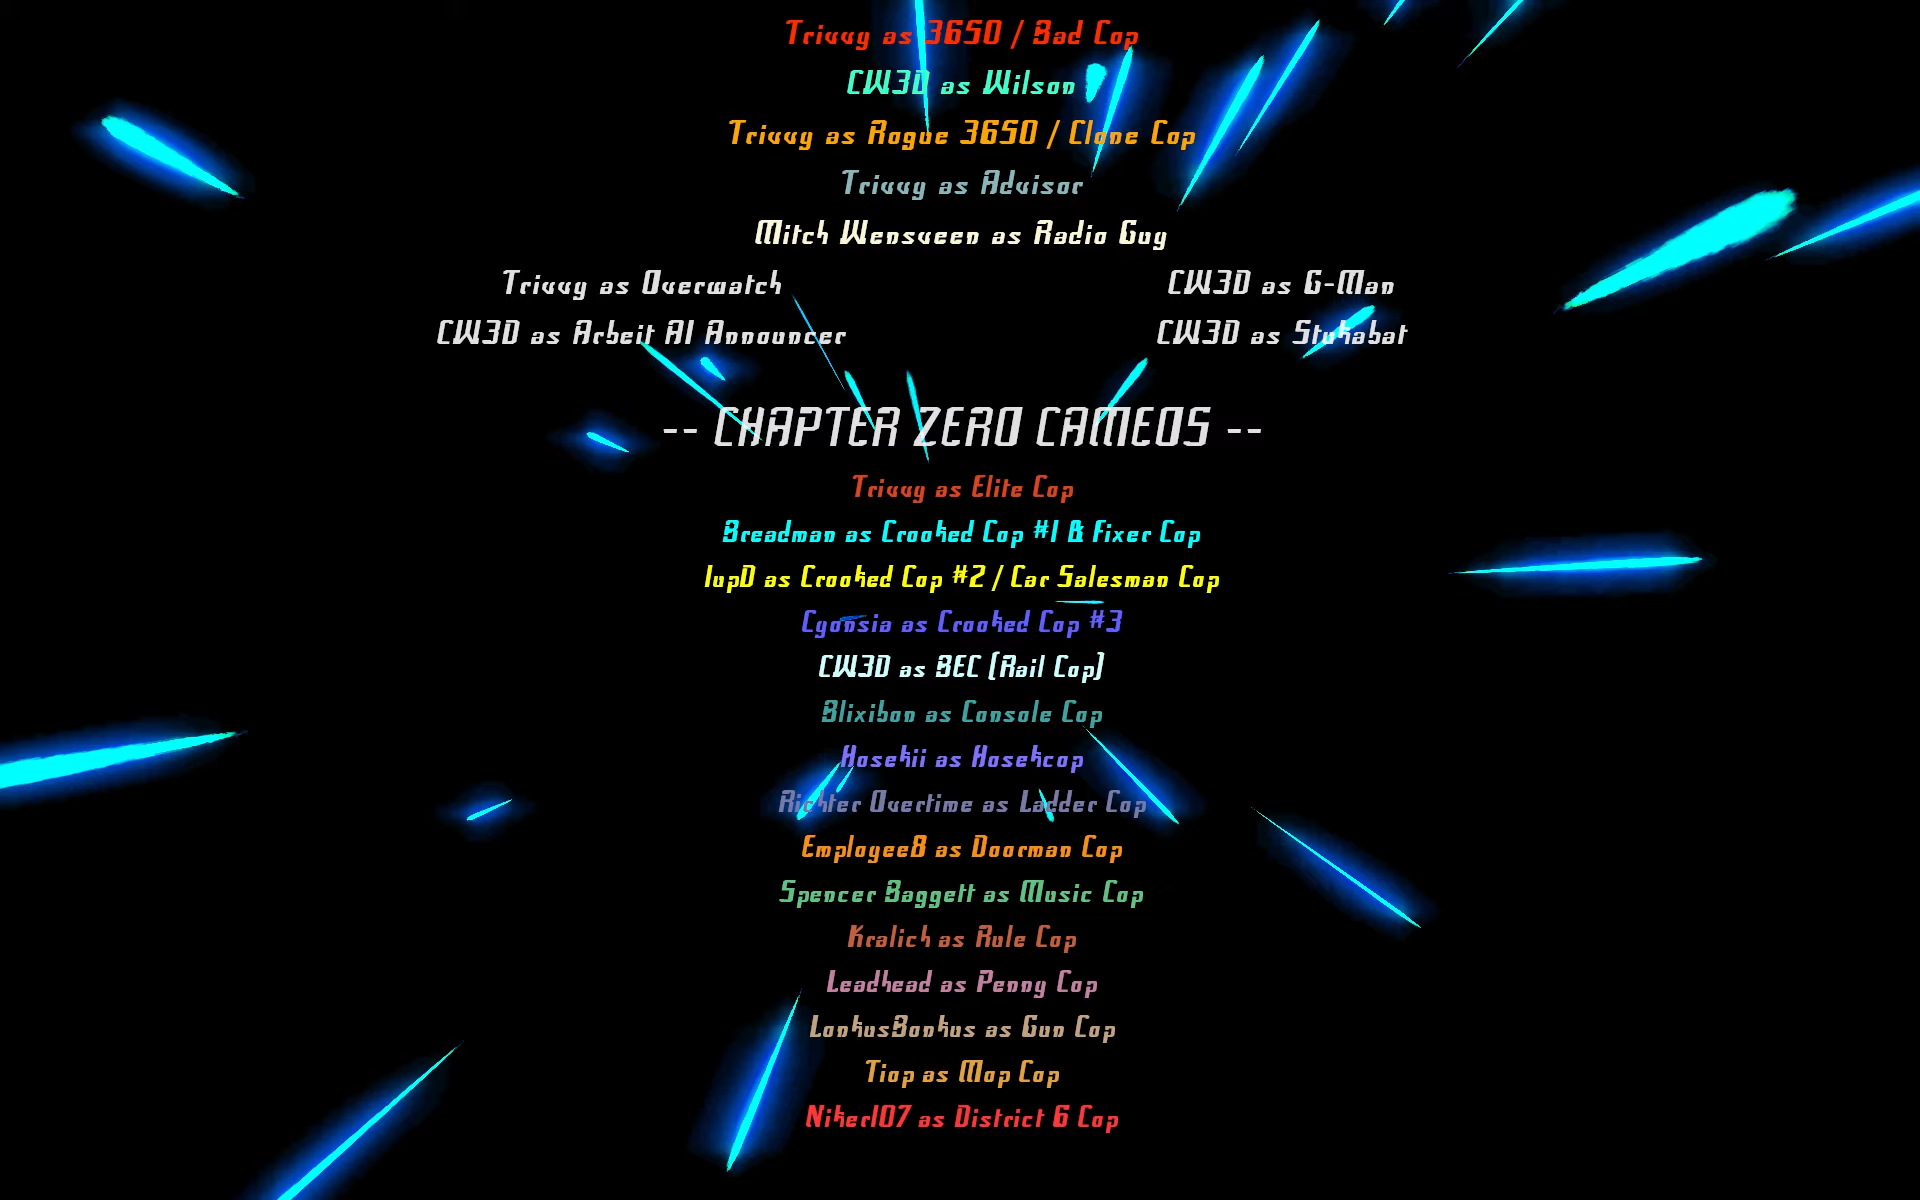 Trivvy as 3650 / Bad Cop
CW3D as Wilson
Trivvy as Rogue 3650 / Clone Cop
Trivvy as Advisor
Mitch Wensveen as Radio Guy
Trivvy as Overwatch
CW3D as G-Man
CW3D as Arbeit AI Announcer
CW3D as Stukabat
-- CHAPTER ZERO CAMEOS --
Trivvy as Elite Cop
Breadman as Crooked Cop #1 & Fixer Cop
1upD as Crooked Cop #2 / Car Salesman Cop
Cyonsia as Crooked Cop #3
CW3D as BEC (Rail Cop)
Blixibon as Console Cop
Hosekii as Hosekcop
Richter Overtime as Ladder Cop
Employee8 as Doorman Cop
Spencer Baggett as Music Cop
Kralich as Rule Cop
Leadhead as Penny Cop
LonkusBonkus as Gun Cop
Tiop as Mop Cop
Niker107 as District 6 Cop